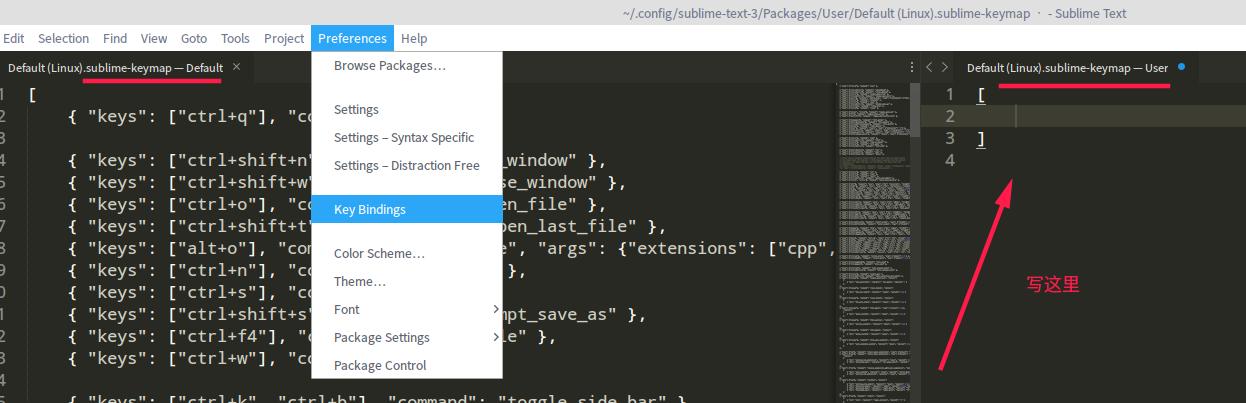 ~/.config/sublime-text-3/Packages/User/Default (Linux).sublime-keymap · - Sublime Text
Edit Selection Find View Goto Tools Project Preferences Help
Default (Linux).sublime-keymap — Default ×
Default (Linux).sublime-keymap — User
Browse Packages…
Settings
Settings – Syntax Specific
Settings – Distraction Free
Key Bindings
Color Scheme…
Theme…
Font
Package Settings
Package Control
1 [
2 { "keys": ["ctrl+q"], "co
3
4 { "keys": ["ctrl+shift+n" _window" },
5 { "keys": ["ctrl+shift+w" se_window" },
6 { "keys": ["ctrl+o"], "co en_file" },
7 { "keys": ["ctrl+shift+t" pen_last_file" },
8 { "keys": ["alt+o"], "com e", "args": {"extensions": ["cpp",
9 { "keys": ["ctrl+n"], "co },
0 { "keys": ["ctrl+s"], "co
1 { "keys": ["ctrl+shift+s" mpt_save_as" },
2 { "keys": ["ctrl+f4"], "c le" },
3 { "keys": ["ctrl+w"], "co
4
5 { "keys": ["ctrl+k", "ctrl+b"], "command": "toggle_side_bar" }
1 [
2
3 ]
4
写这里